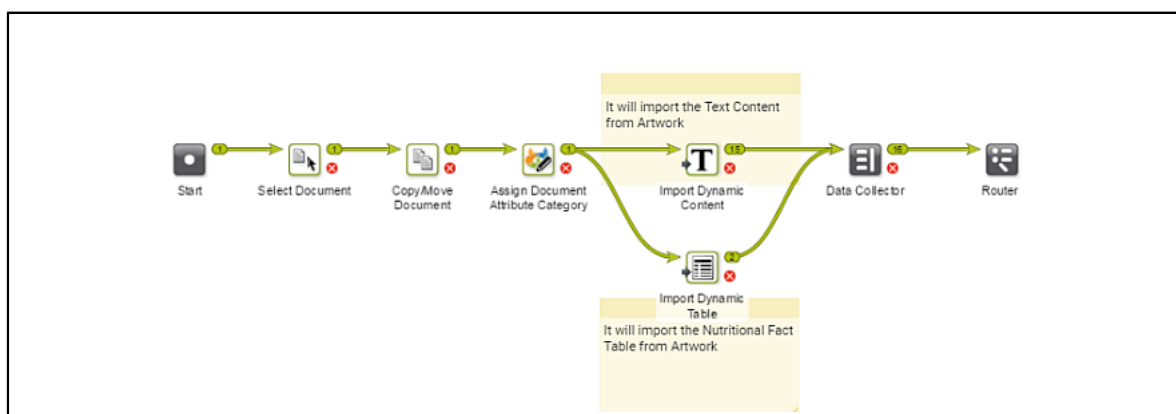 It will import the Text Content
from Artwork
1
1
1
1
15
16
Start
Select Document
Copy/Move
Document
Assign Document
Attribute Category
Import Dynamic
Content
Data Collector
Router
2
Import Dynamic
Table
It will import the Nutritional Fact
Table from Artwork